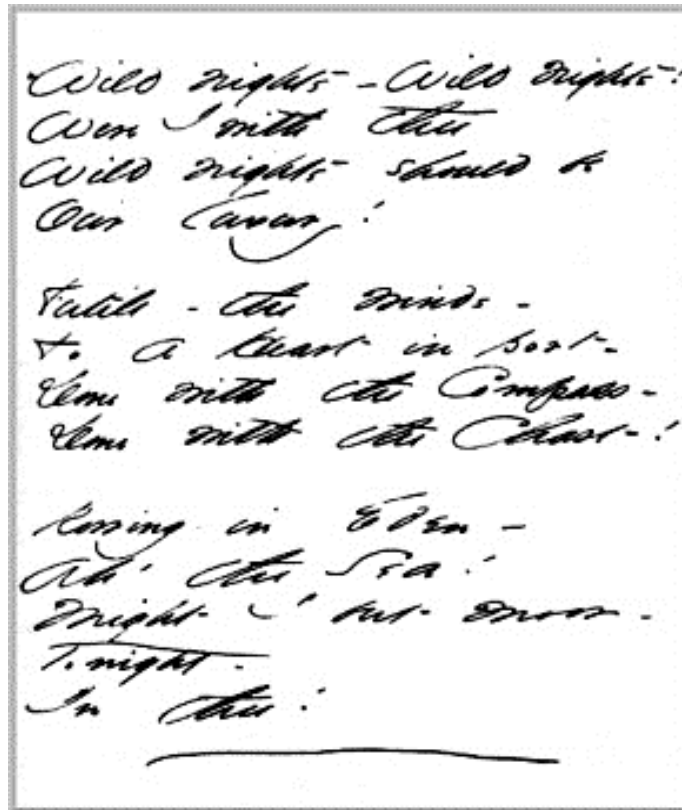 Wild nights - Wild nights!
Were I with thee
Wild nights should be
Our luxury!
Futile - the winds -
To a Heart in port -
Done with the Compass -
Done with the Chart - !
Rowing in Eden -
Ah! the Sea!
Might I but moor -
Tonight -
In thee!